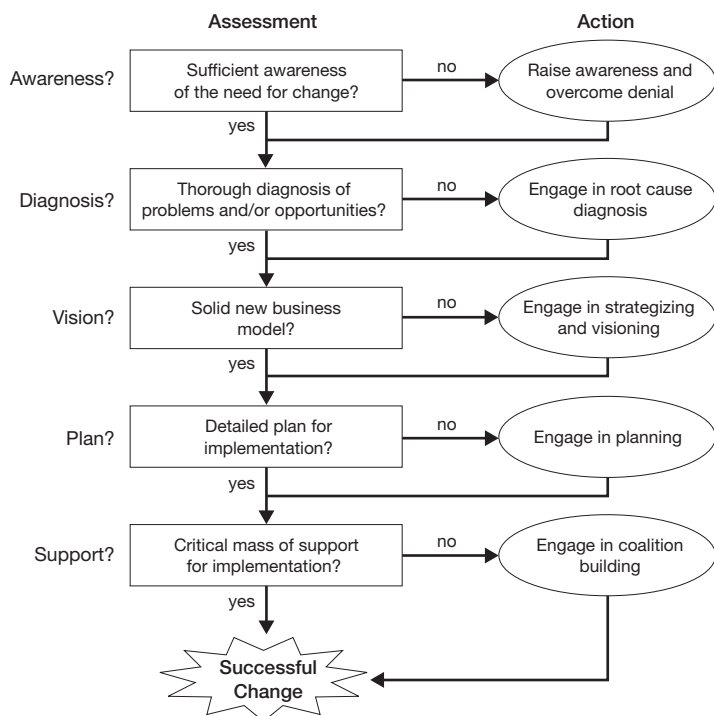 Assessment
Action
Awareness?
Sufficient awareness
of the need for change?
no
Raise awareness and
overcome denial
yes
Diagnosis?
Thorough diagnosis of
problems and/or opportunities?
no
Engage in root cause
diagnosis
yes
Vision?
Solid new business
model?
no
Engage in strategizing
and visioning
yes
Plan?
Detailed plan for
implementation?
no
Engage in planning
yes
Support?
Critical mass of support
for implementation?
no
Engage in coalition
building
yes
Successful
Change